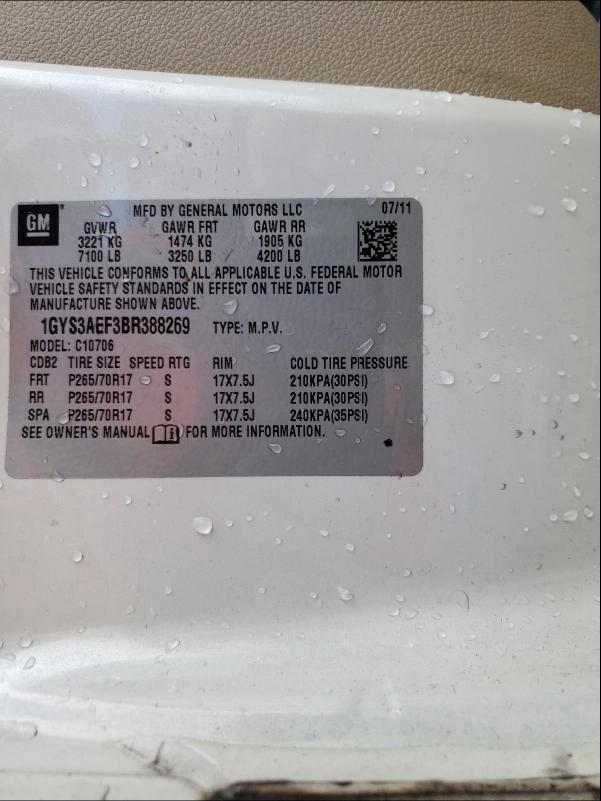 GM
MFD BY GENERAL MOTORS LLC 07/11
GVWR GAWR FRT GAWR RR
3221 KG 1474 KG 1905 KG
7100 LB 3250 LB 4200 LB
THIS VEHICLE CONFORMS TO ALL APPLICABLE U.S. FEDERAL MOTOR
VEHICLE SAFETY STANDARDS IN EFFECT ON THE DATE OF
MANUFACTURE SHOWN ABOVE.
1GYS3AEF3BR388269 TYPE: M.P.V.
MODEL: C10706
CDB2 TIRE SIZE SPEED RTG RIM COLD TIRE PRESSURE
FRT P265/70R17 S 17X7.5J 210KPA(30PSI)
RR P265/70R17 S 17X7.5J 210KPA(30PSI)
SPA P265/70R17 S 17X7.5J 240KPA(35PSI)
SEE OWNER'S MANUAL i FOR MORE INFORMATION.